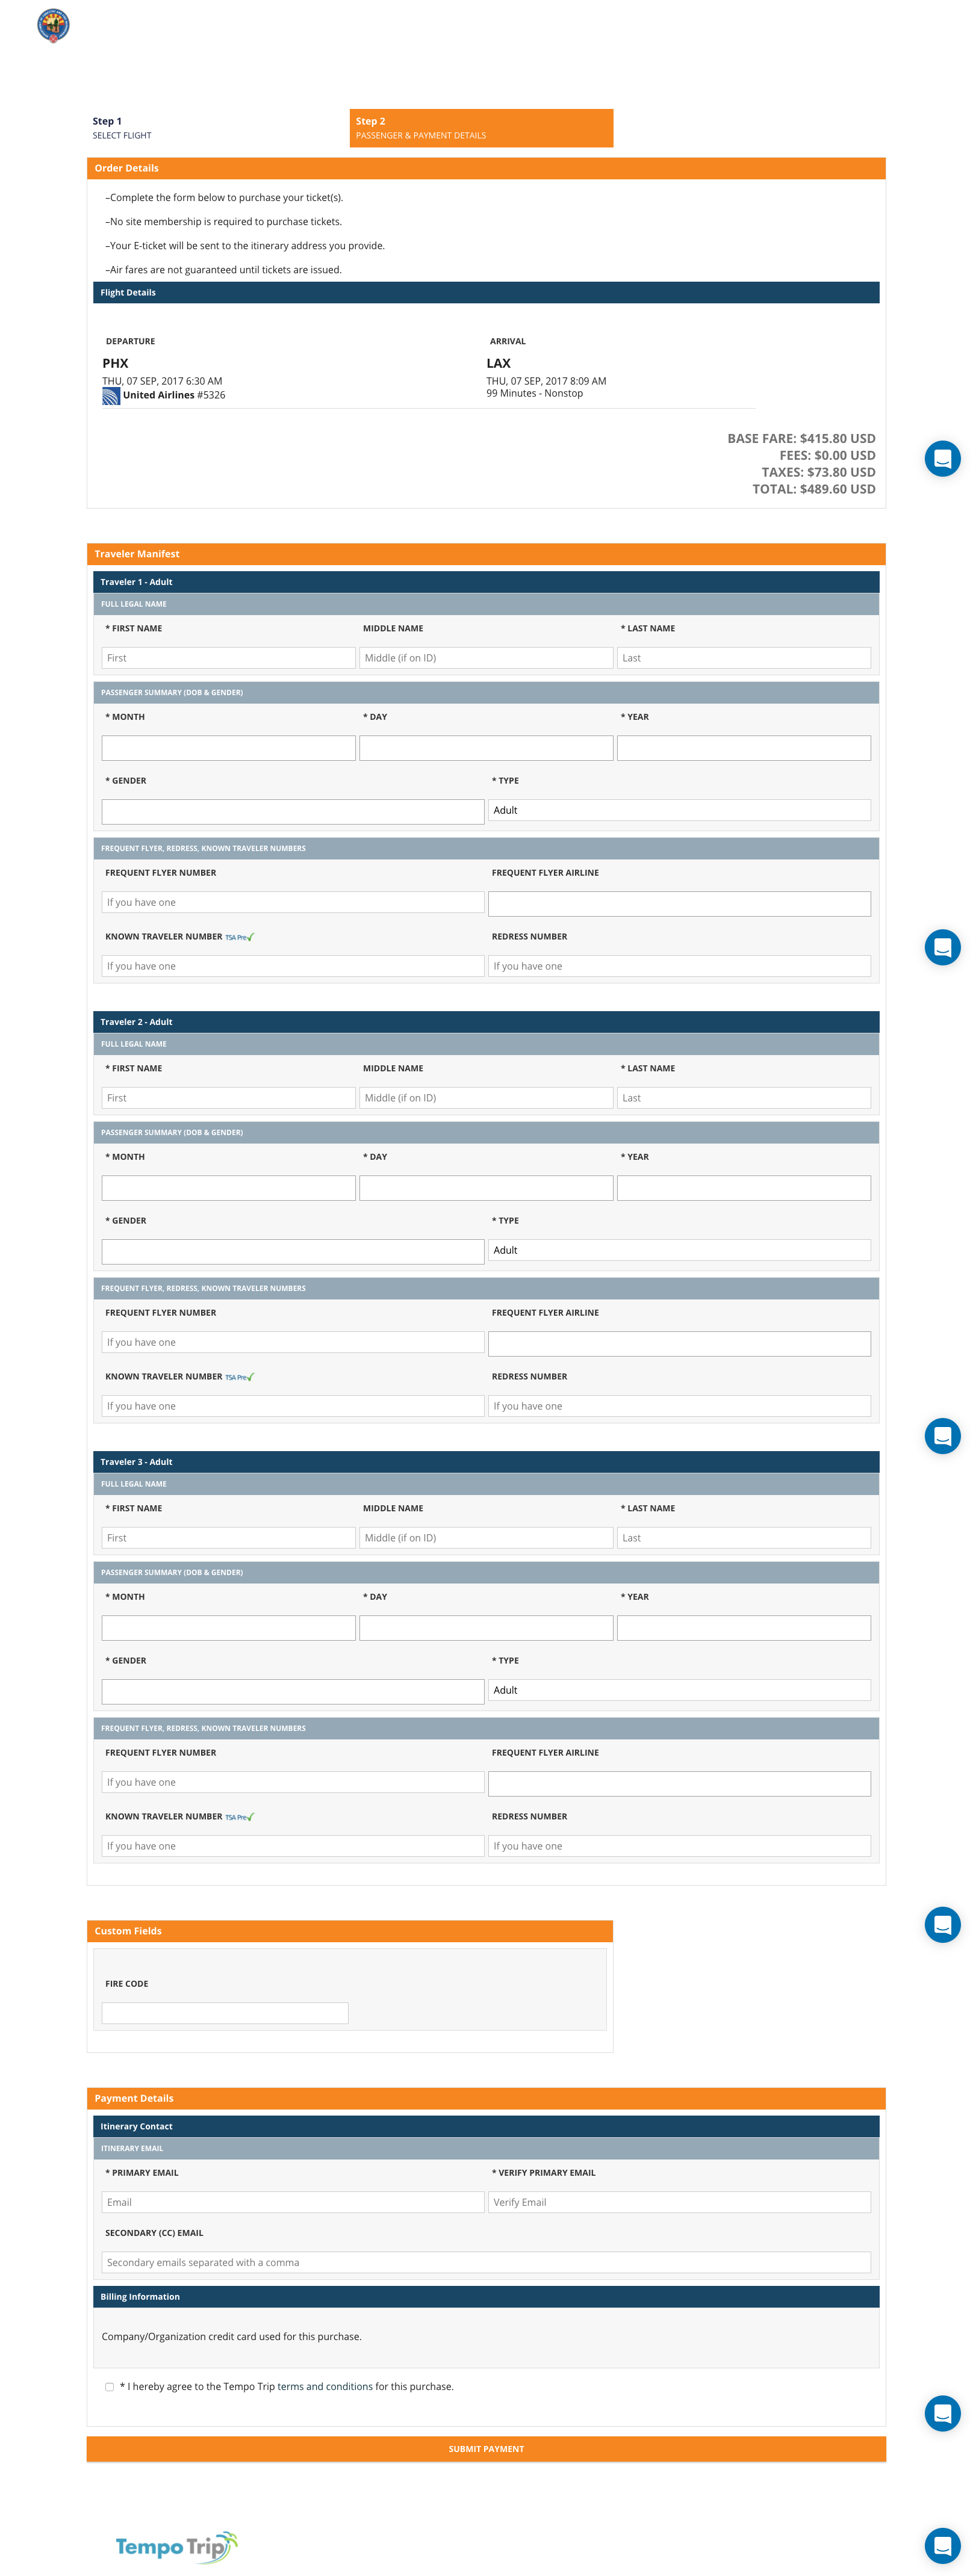 Step 1
SELECT FLIGHT
Step 2
PASSENGER & PAYMENT DETAILS
Order Details
–Complete the form below to purchase your ticket(s).
–No site membership is required to purchase tickets.
–Your E-ticket will be sent to the itinerary address you provide.
–Air fares are not guaranteed until tickets are issued.
Flight Details
DEPARTURE
PHX
THU, 07 SEP, 2017 6:30 AM
United Airlines #5326
ARRIVAL
LAX
THU, 07 SEP, 2017 8:09 AM
99 Minutes - Nonstop
BASE FARE: $415.80 USD
FEES: $0.00 USD
TAXES: $73.80 USD
TOTAL: $489.60 USD
Traveler Manifest
Traveler 1 - Adult
FULL LEGAL NAME
* FIRST NAME MIDDLE NAME * LAST NAME
First Middle (if on ID) Last
PASSENGER SUMMARY (DOB & GENDER)
* MONTH * DAY * YEAR
* GENDER * TYPE
Adult
FREQUENT FLYER, REDRESS, KNOWN TRAVELER NUMBERS
FREQUENT FLYER NUMBER FREQUENT FLYER AIRLINE
If you have one
KNOWN TRAVELER NUMBER TSA Pre REDRESS NUMBER
If you have one If you have one
Traveler 2 - Adult
FULL LEGAL NAME
* FIRST NAME MIDDLE NAME * LAST NAME
First Middle (if on ID) Last
PASSENGER SUMMARY (DOB & GENDER)
* MONTH * DAY * YEAR
* GENDER * TYPE
Adult
FREQUENT FLYER, REDRESS, KNOWN TRAVELER NUMBERS
FREQUENT FLYER NUMBER FREQUENT FLYER AIRLINE
If you have one
KNOWN TRAVELER NUMBER TSA Pre REDRESS NUMBER
If you have one If you have one
Traveler 3 - Adult
FULL LEGAL NAME
* FIRST NAME MIDDLE NAME * LAST NAME
First Middle (if on ID) Last
PASSENGER SUMMARY (DOB & GENDER)
* MONTH * DAY * YEAR
* GENDER * TYPE
Adult
FREQUENT FLYER, REDRESS, KNOWN TRAVELER NUMBERS
FREQUENT FLYER NUMBER FREQUENT FLYER AIRLINE
If you have one
KNOWN TRAVELER NUMBER TSA Pre REDRESS NUMBER
If you have one If you have one
Custom Fields
FIRE CODE
Payment Details
Itinerary Contact
ITINERARY EMAIL
* PRIMARY EMAIL * VERIFY PRIMARY EMAIL
Email Verify Email
SECONDARY (CC) EMAIL
Secondary emails separated with a comma
Billing Information
Company/Organization credit card used for this purchase.
* I hereby agree to the Tempo Trip terms and conditions for this purchase.
SUBMIT PAYMENT
Tempo Trip